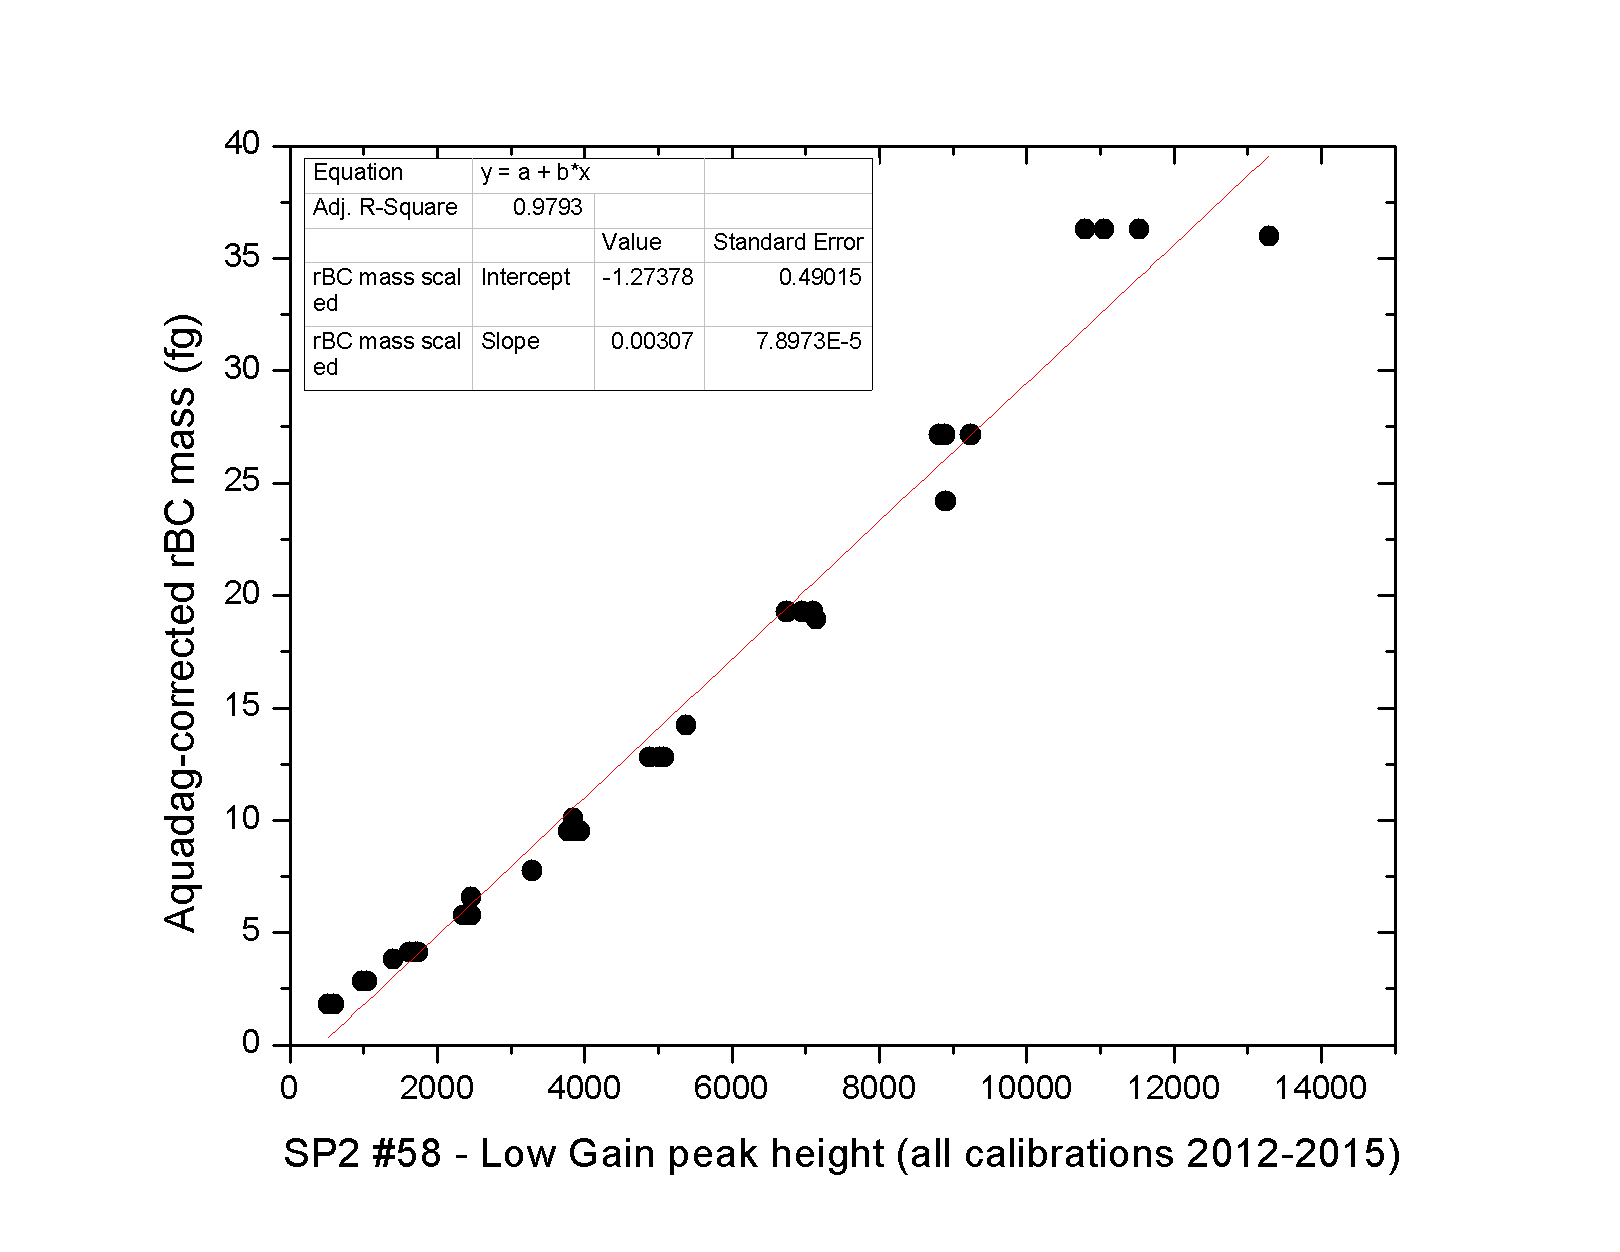 40
35
30
25
20
15
10
5
0
Aquadag-corrected rBC mass (fg)
Equation y = a + b*x
Adj. R-Square 0.9793
Value Standard Error
rBC mass scal Intercept -1.27378 0.49015
ed
rBC mass scal Slope 0.00307 7.8973E-5
ed
0 2000 4000 6000 8000 10000 12000 14000
SP2 #58 - Low Gain peak height (all calibrations 2012-2015)